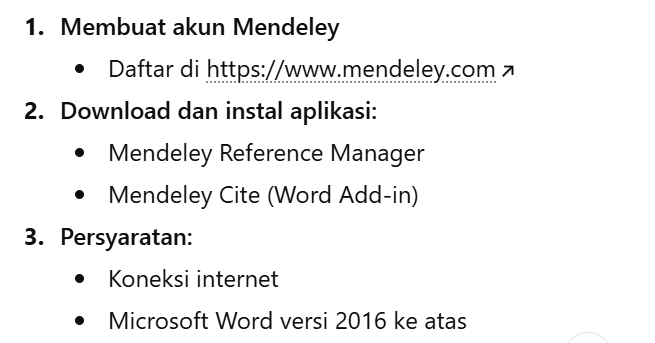 1. Membuat akun Mendeley
• Daftar di https://www.mendeley.com ↗
2. Download dan instal aplikasi:
• Mendeley Reference Manager
• Mendeley Cite (Word Add-in)
3. Persyaratan:
• Koneksi internet
• Microsoft Word versi 2016 ke atas